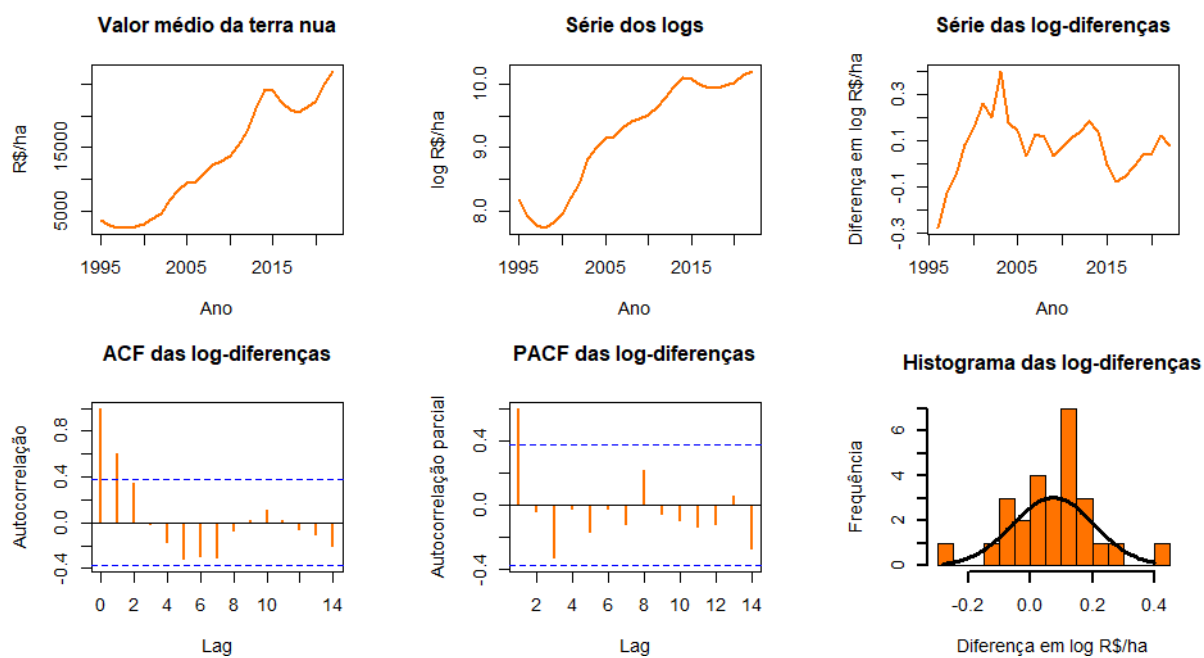 Valor médio da terra nua
R$/ha
5000
15000
1995
2005
2015
Ano
Série dos logs
log R$/ha
8.0
9.0
10.0
1995
2005
2015
Ano
Série das log-diferenças
Diferença em log R$/ha
-0.3
-0.1
0.1
0.3
1995
2005
2015
Ano
ACF das log-diferenças
Autocorrelação
-0.4
0.0
0.4
0.8
0 2 4 6 8 10 14
Lag
PACF das log-diferenças
Autocorrelação parcial
-0.4
0.0
0.4
2 4 6 8 10 12 14
Lag
Histograma das log-diferenças
Frequência
0
2
4
6
-0.2 0.0 0.2 0.4
Diferença em log R$/ha